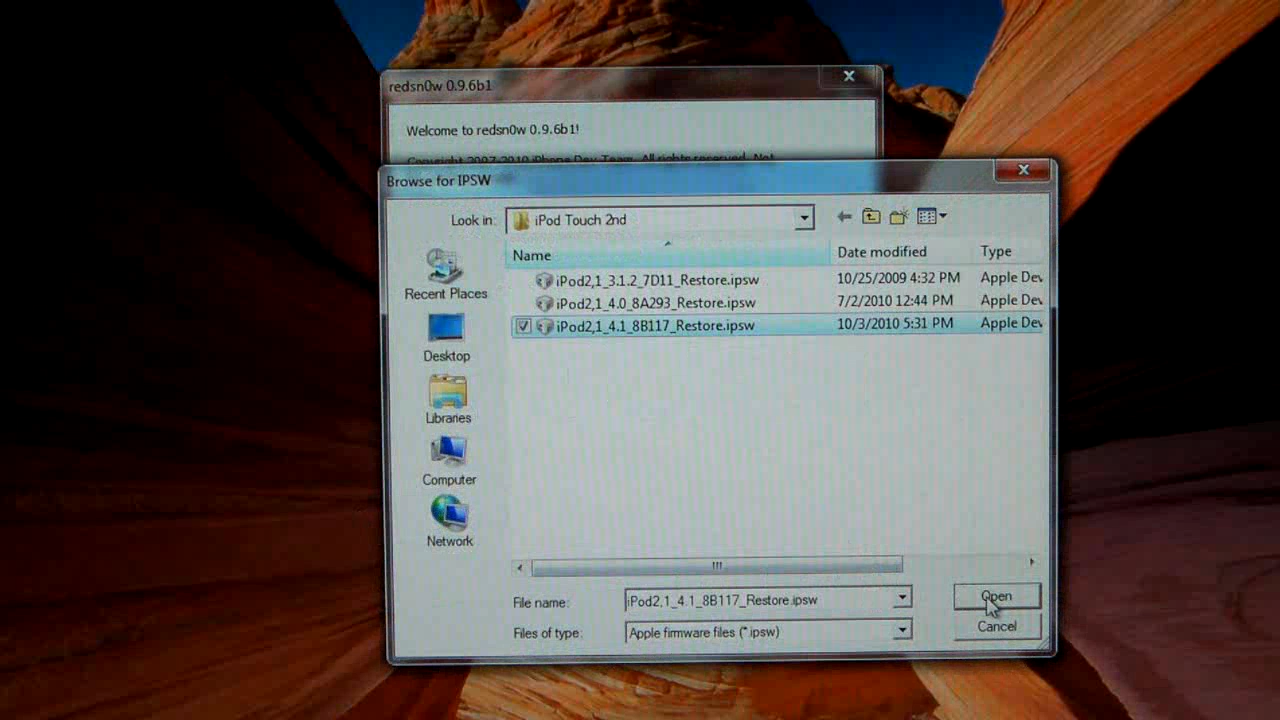 redsn0w 0.9.6b1
Welcome to redsn0w 0.9.6b1!
Copyright 2007-2010 iPhone Dev-Team. All rights reserved. Not
Browse for IPSW
Look in: iPod Touch 2nd
Name Date modified Type
iPod2,1_3.1.2_7D11_Restore.ipsw 10/25/2009 4:32 PM Apple Dev
iPod2,1_4.0_8A293_Restore.ipsw 7/2/2010 12:44 PM Apple Dev
iPod2,1_4.1_8B117_Restore.ipsw 10/3/2010 5:31 PM Apple Dev
Recent Places
Desktop
Libraries
Computer
Network
File name: iPod2,1_4.1_8B117_Restore.ipsw Open
Files of type: Apple firmware files (*.ipsw) Cancel